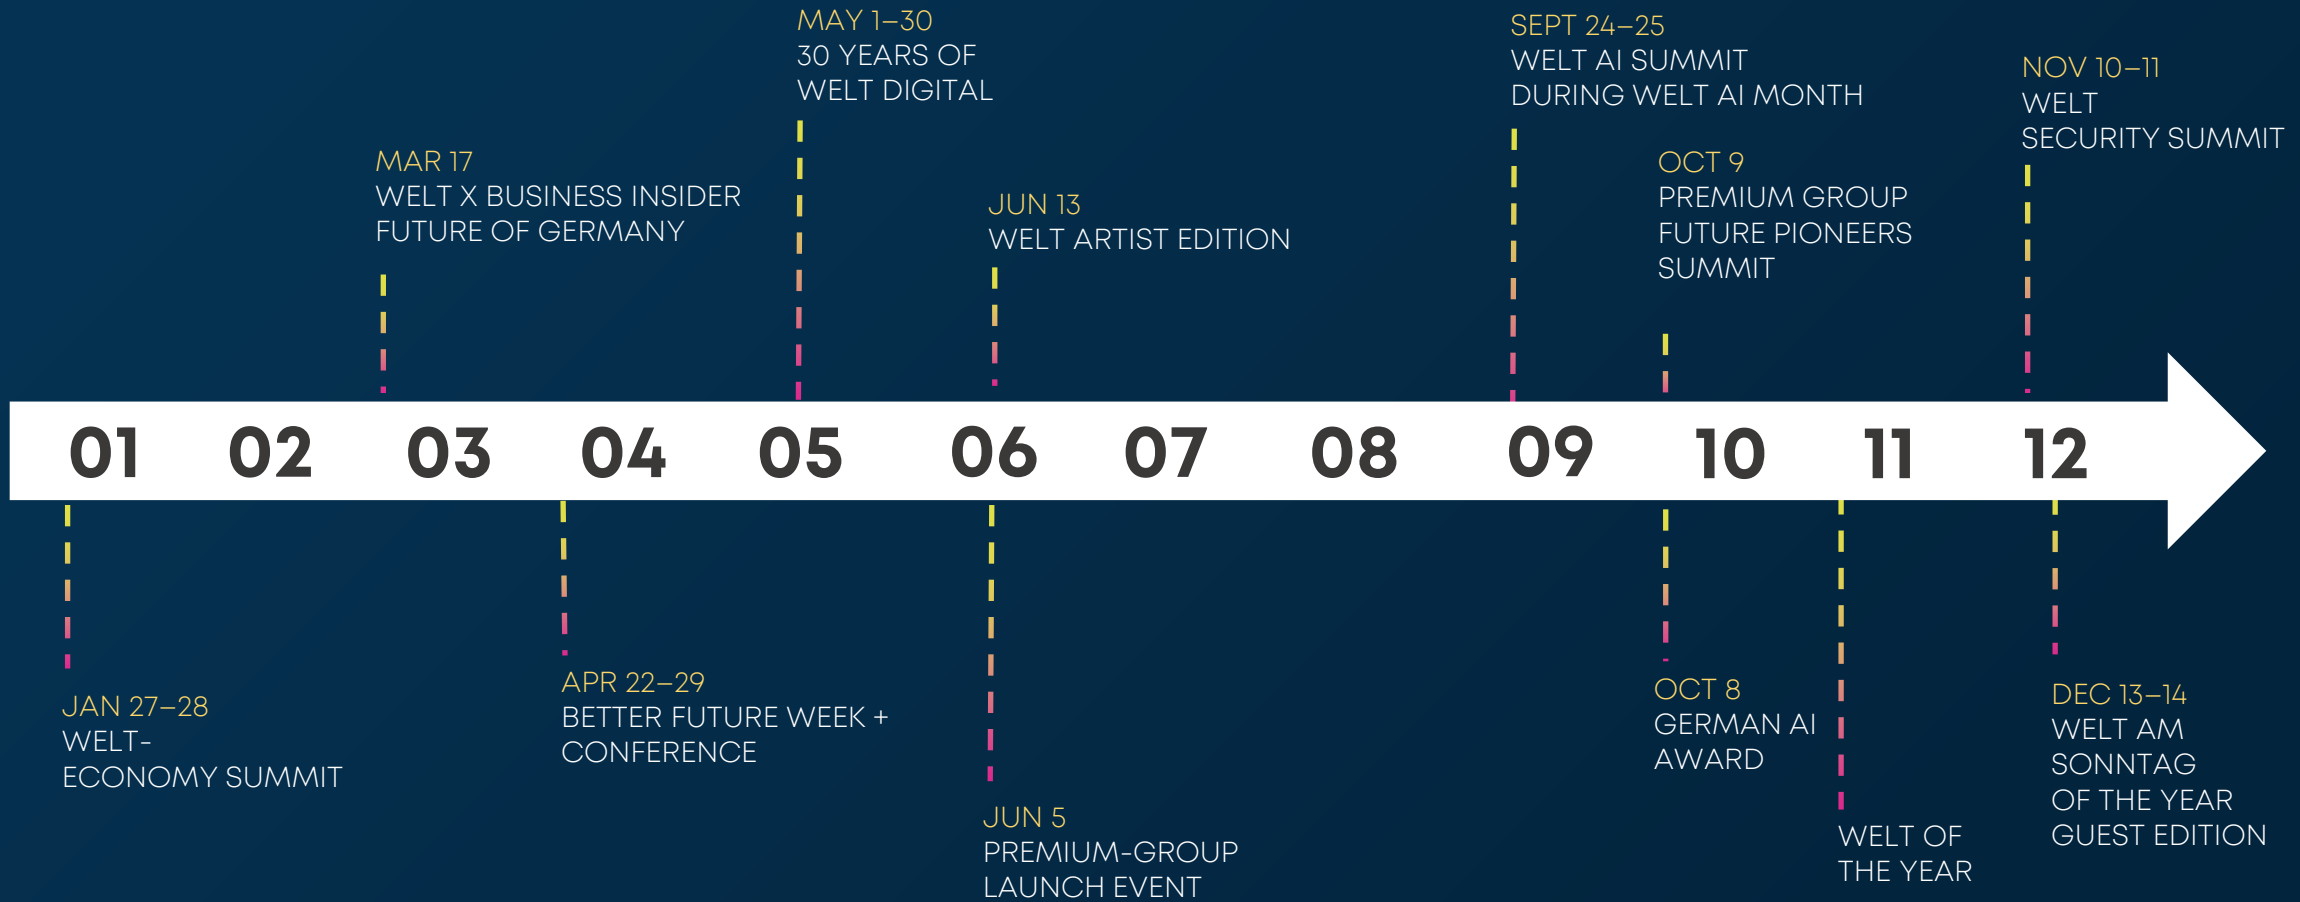 MAY 1–30
30 YEARS OF
WELT DIGITAL
SEPT 24–25
WELT AI SUMMIT
DURING WELT AI MONTH
NOV 10–11
WELT
SECURITY SUMMIT
MAR 17
WELT X BUSINESS INSIDER
FUTURE OF GERMANY
OCT 9
PREMIUM GROUP
FUTURE PIONEERS
SUMMIT
JUN 13
WELT ARTIST EDITION
01 02 03 04 05 06 07 08 09 10 11 12
JAN 27–28
WELT-
ECONOMY SUMMIT
APR 22–29
BETTER FUTURE WEEK +
CONFERENCE
JUN 5
PREMIUM-GROUP
LAUNCH EVENT
OCT 8
GERMAN AI
AWARD
WELT OF
THE YEAR
DEC 13–14
WELT AM
SONNTAG
OF THE YEAR
GUEST EDITION